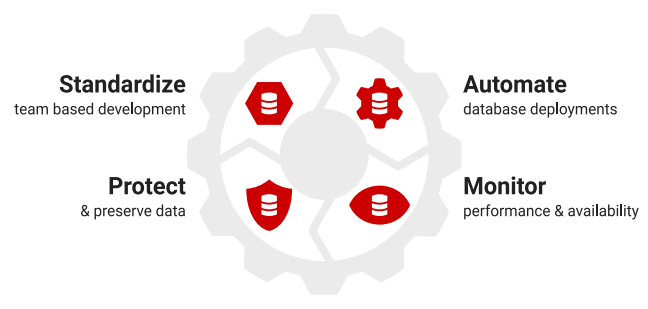 Standardize
team based development
Automate
database deployments
Protect
& preserve data
Monitor
performance & availability